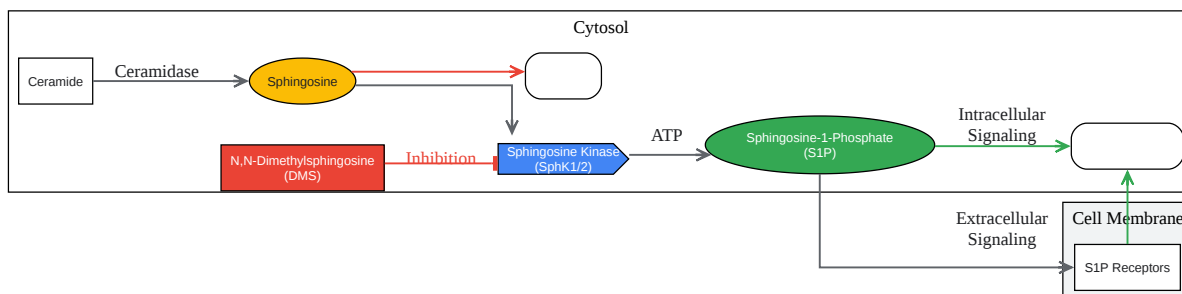 Cytosol
Ceramide
Ceramidase
Sphingosine
N,N-Dimethylsphingosine
(DMS)
Inhibition
Sphingosine Kinase
(SphK1/2)
ATP
Sphingosine-1-Phosphate
(S1P)
Intracellular
Signaling
Extracellular
Signaling
Cell Membrane
S1P Receptors